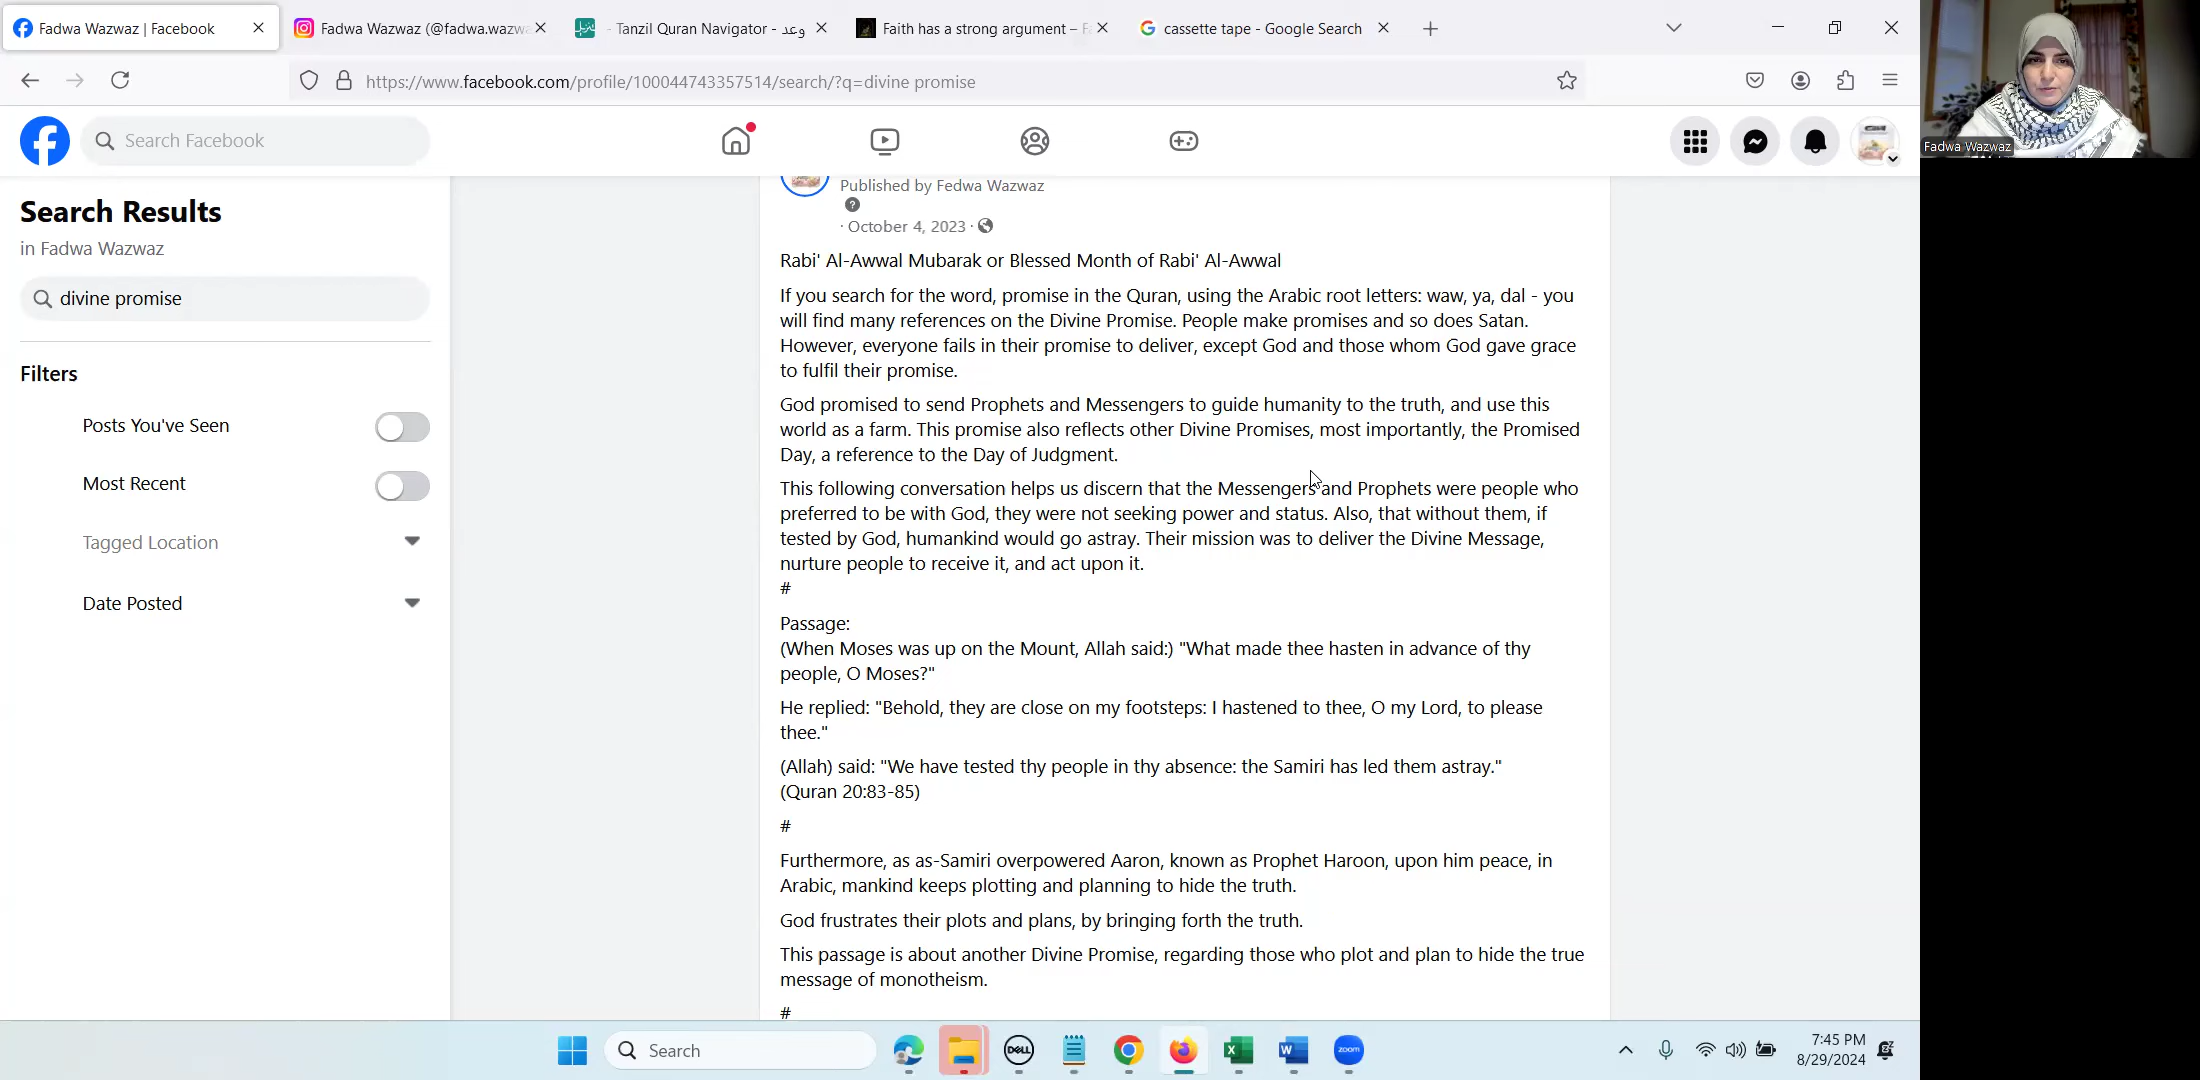 Fadwa Wazwaz | Facebook
Fadwa Wazwaz (@fadwa.wazwa
Tanzil Quran Navigator - وعد
Faith has a strong argument – F
cassette tape - Google Search
https://www.facebook.com/profile/100044743357514/search/?q=divine promise
Search Facebook
Fadwa Wazwaz
Search Results
in Fadwa Wazwaz
divine promise
Filters
Posts You've Seen
Most Recent
Tagged Location
Date Posted
Published by Fedwa Wazwaz
· October 4, 2023 ·
Rabi' Al-Awwal Mubarak or Blessed Month of Rabi' Al-Awwal
If you search for the word, promise in the Quran, using the Arabic root letters: waw, ya, dal - you
will find many references on the Divine Promise. People make promises and so does Satan.
However, everyone fails in their promise to deliver, except God and those whom God gave grace
to fulfil their promise.
God promised to send Prophets and Messengers to guide humanity to the truth, and use this
world as a farm. This promise also reflects other Divine Promises, most importantly, the Promised
Day, a reference to the Day of Judgment.
This following conversation helps us discern that the Messengers and Prophets were people who
preferred to be with God, they were not seeking power and status. Also, that without them, if
tested by God, humankind would go astray. Their mission was to deliver the Divine Message,
nurture people to receive it, and act upon it.
#
Passage:
(When Moses was up on the Mount, Allah said:) "What made thee hasten in advance of thy
people, O Moses?"
He replied: "Behold, they are close on my footsteps: I hastened to thee, O my Lord, to please
thee."
(Allah) said: "We have tested thy people in thy absence: the Samiri has led them astray."
(Quran 20:83-85)
#
Furthermore, as as-Samiri overpowered Aaron, known as Prophet Haroon, upon him peace, in
Arabic, mankind keeps plotting and planning to hide the truth.
God frustrates their plots and plans, by bringing forth the truth.
This passage is about another Divine Promise, regarding those who plot and plan to hide the true
message of monotheism.
#
Search
DELL
zoom
7:45 PM
8/29/2024